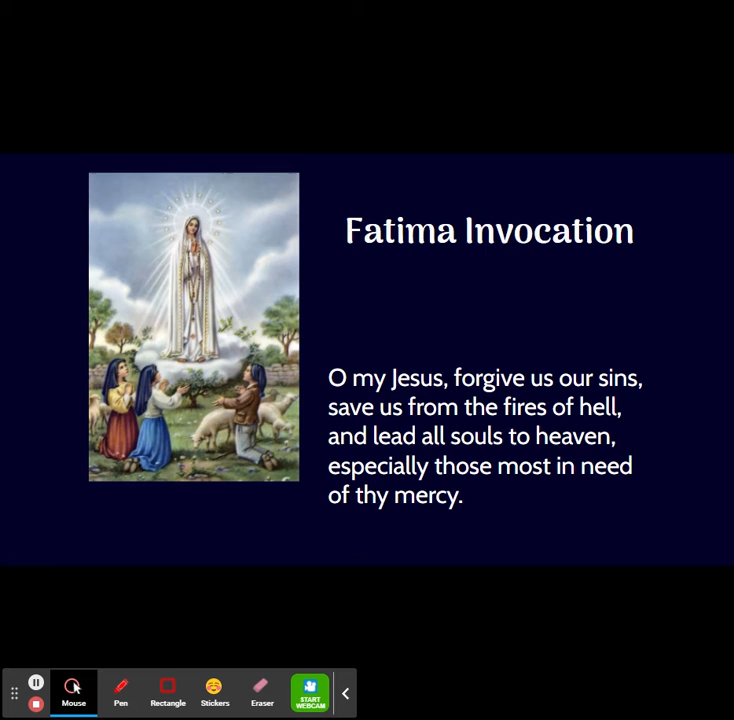 Fatima Invocation
O my Jesus, forgive us our sins,
save us from the fires of hell,
and lead all souls to heaven,
especially those most in need
of thy mercy.
Mouse
Pen
Rectangle
Stickers
Eraser
START
WEBCAM